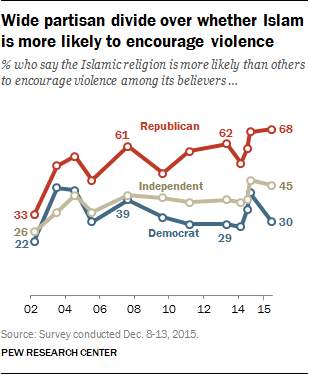 Wide partisan divide over whether Islam
is more likely to encourage violence
% who say the Islamic religion is more likely than others
to encourage violence among its believers ...
Republican
61
62
68
33
Independent
45
26
22
39
Democrat
29
30
02 04 06 08 10 12 14 15
Source: Survey conducted Dec. 8-13, 2015.
PEW RESEARCH CENTER